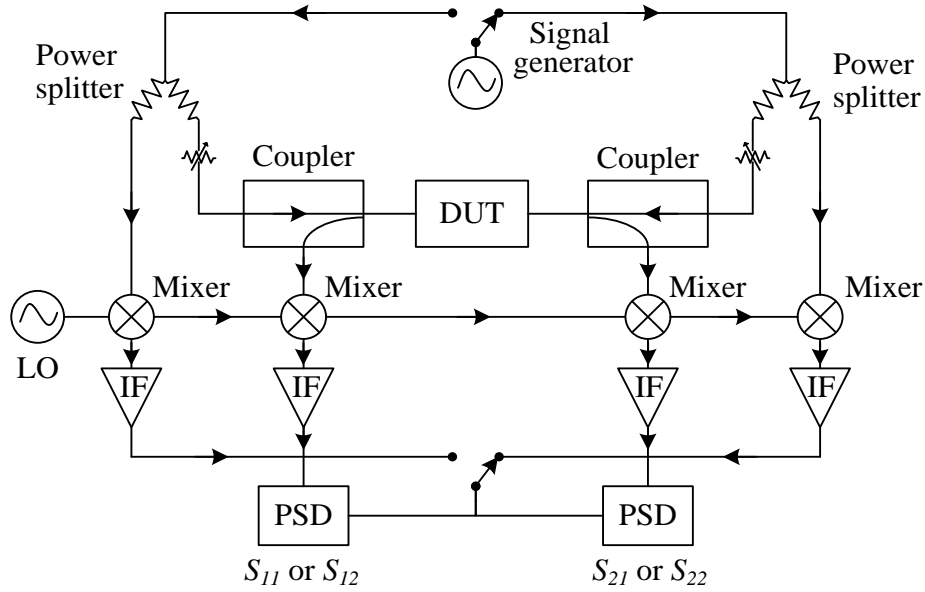 Signal
generator
Power
splitter
Power
splitter
Coupler
Coupler
DUT
Mixer
Mixer
Mixer
Mixer
LO
IF
IF
IF
IF
PSD
PSD
S11 or S12
S21 or S22